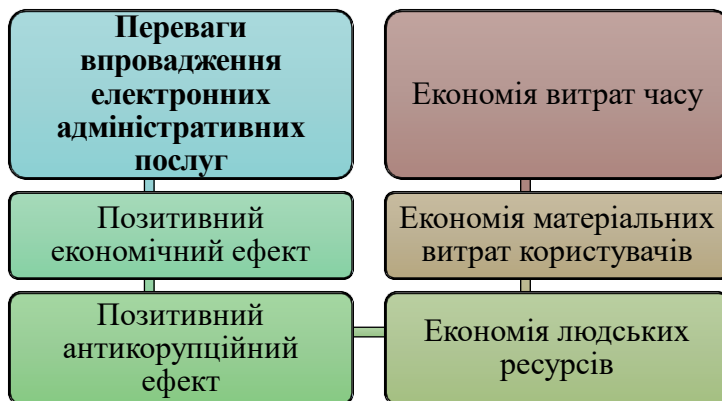 Переваги
впровадження
електронних
адміністративних
послуг
Позитивний
економічний ефект
Позитивний
антикорупційний
ефект
Економія людських
ресурсів
Економія матеріальних
витрат користувачів
Економія витрат часу